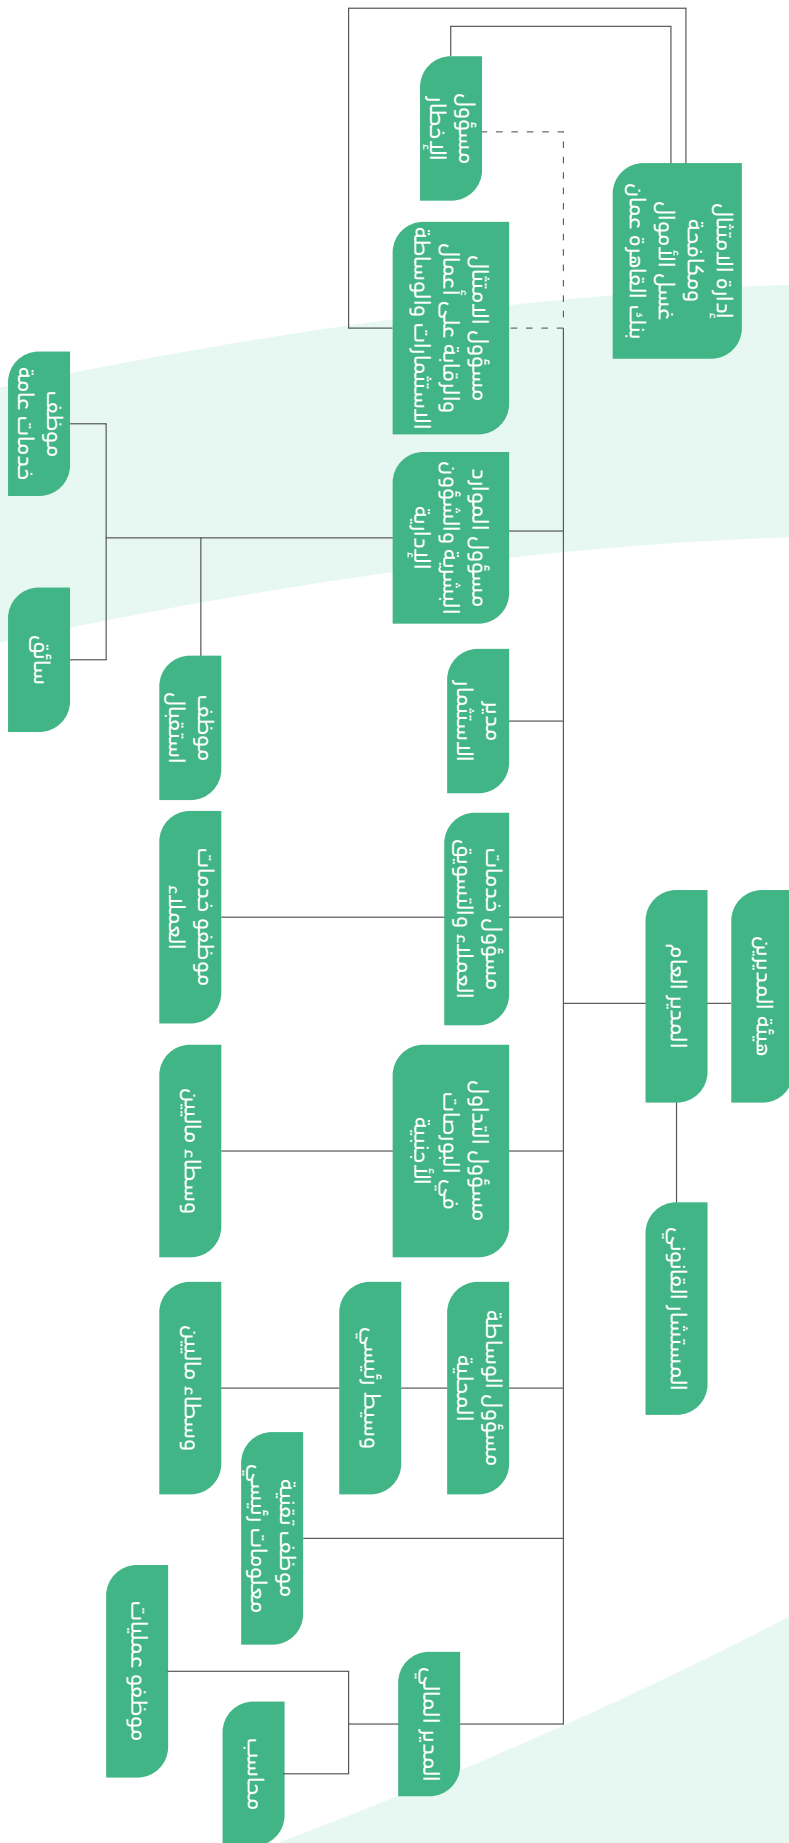 هيئة المديرين
المدير العام
المستشار القانوني
إدارة الامتثال
ومكافحة
غسل الأموال
بنك القاهرة عمان
مسؤول
الإخطار
مسؤول الامتثال
والرقابة على أعمال
الاستثمارات والوساطة
مسؤول الموارد
البشرية والشؤون
الإدارية
مدير
الاستثمار
مسؤول خدمات
العملاء والتسويق
مسؤول التداول
في البورصات
الأجنبية
مسؤول الوساطة
المحلية
وسيط رئيسي
موظف تقنية
معلومات رئيسي
المدير المالي
موظف
خدمات عامة
سائق
موظف
استقبال
موظفو خدمات
العملاء
وسطاء ماليين
وسطاء ماليين
موظفو عمليات
محاسب